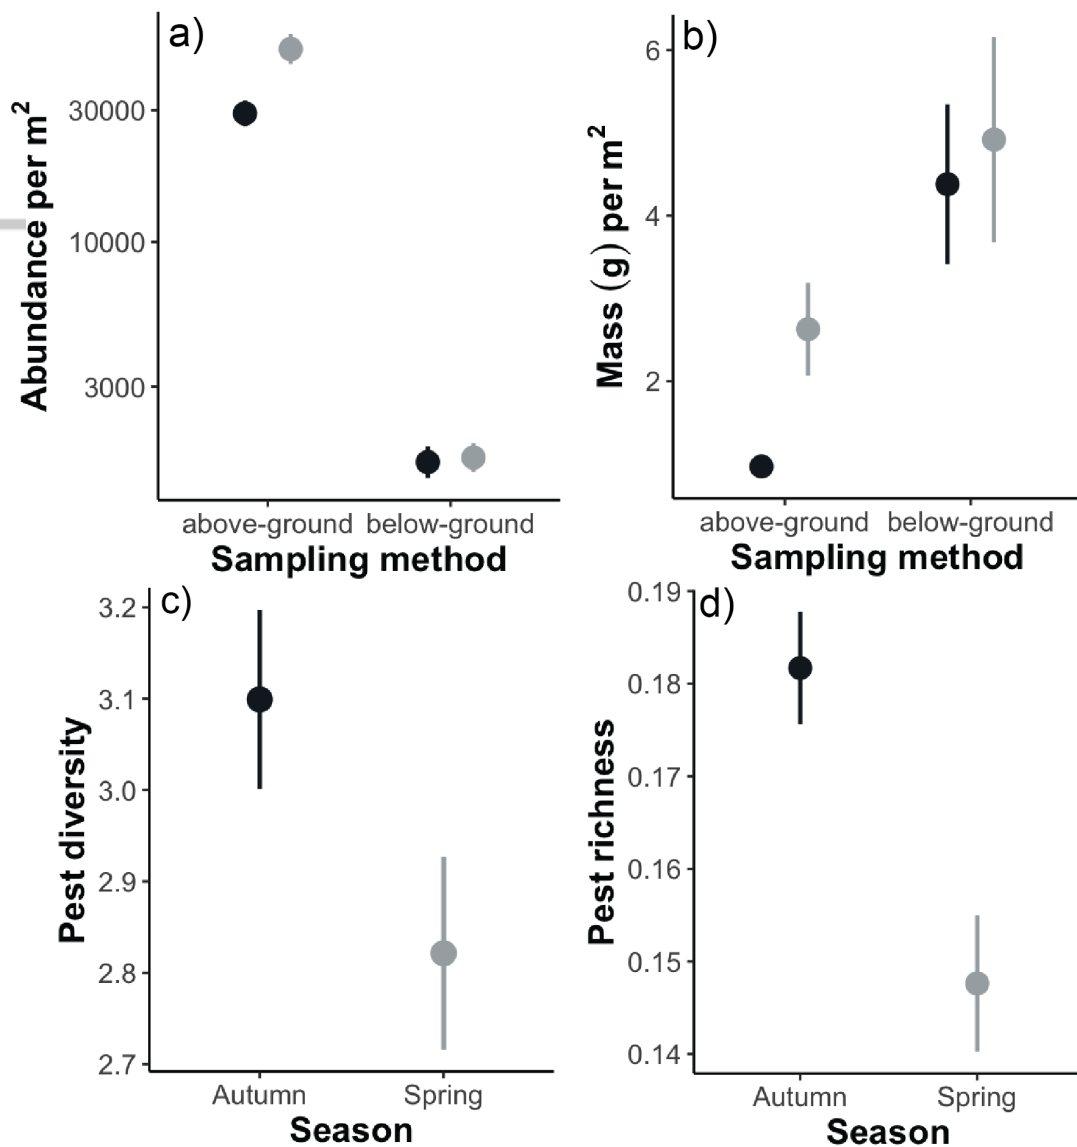 a)
Abundance per m2
30000
10000
3000
above-ground below-ground
Sampling method
b)
Mass (g) per m2
6
4
2
above-ground below-ground
Sampling method
c)
Pest diversity
3.2
3.1
3.0
2.9
2.8
2.7
Autumn Spring
Season
d)
Pest richness
0.19
0.18
0.17
0.16
0.15
0.14
Autumn Spring
Season